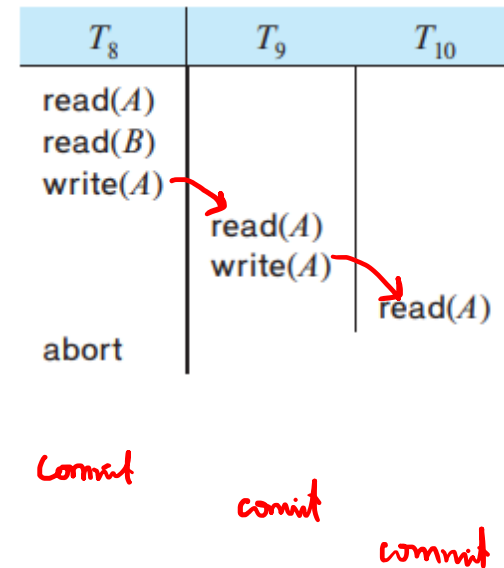 T8 T9 T10
read(A)
read(B)
write(A)
read(A)
write(A)
read(A)
abort
commit
commit
commit